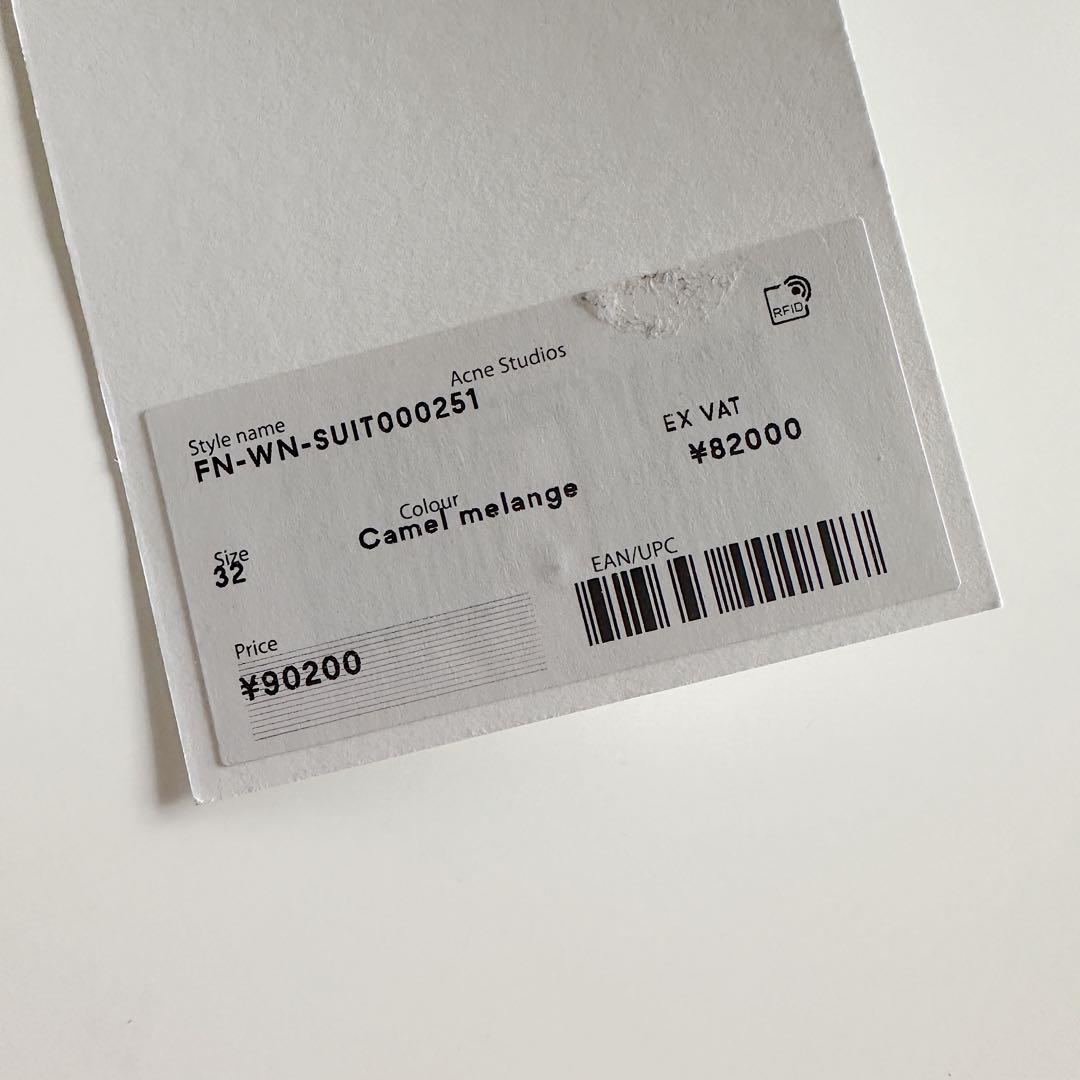 Acne Studios
RFID
Style name
FN-WN-SUIT000251
EX VAT
¥82000
Colour
Camel melange
Size
32
EAN/UPC
Price
¥90200